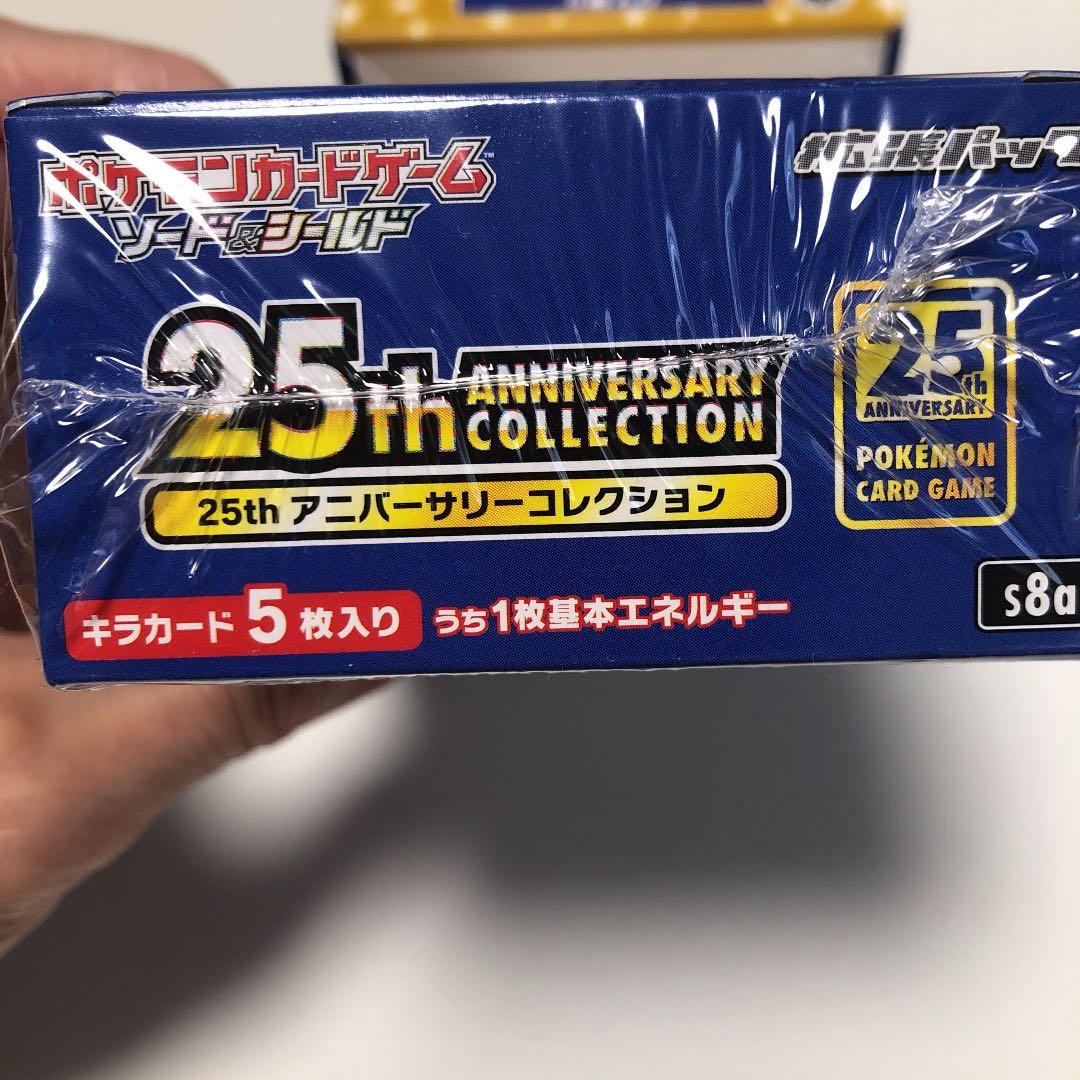 ポケモンカードゲーム™
ソード&シールド
拡張パック
25th ANNIVERSARY
COLLECTION
25th アニバーサリーコレクション
25th
ANNIVERSARY
POKÉMON
CARD GAME
キラカード5枚入り うち1枚基本エネルギー
s8a